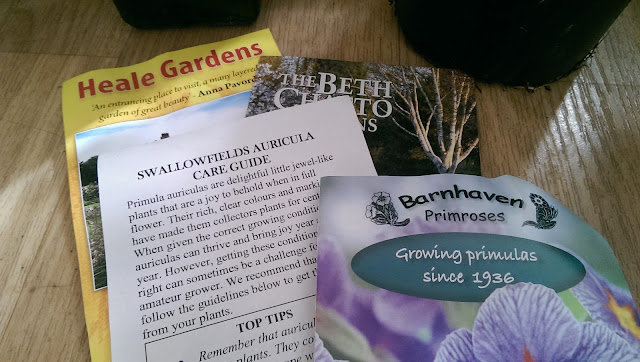 Heale Gardens
'An entrancing place to visit, a many layered
garden of great beauty' - Anna Pavord
THE BETH
CH TTO
NS
SWALLOWFIELDS AURICULA
CARE GUIDE
Primula auriculas are delightful little jewel-like
plants that are a joy to behold when in full
flower. Their rich, clear colours and
have made them collectors plants for
When given the correct growing
auriculas can thrive and bring joy year
year. However, getting these
right can sometimes be a challenge
amateur grower. We recommend
follow the guidelines below to get
from your plants.
TOP TIPS
Remember that
plants. They
Barnhaven
Primroses
Growing primulas
since 1936